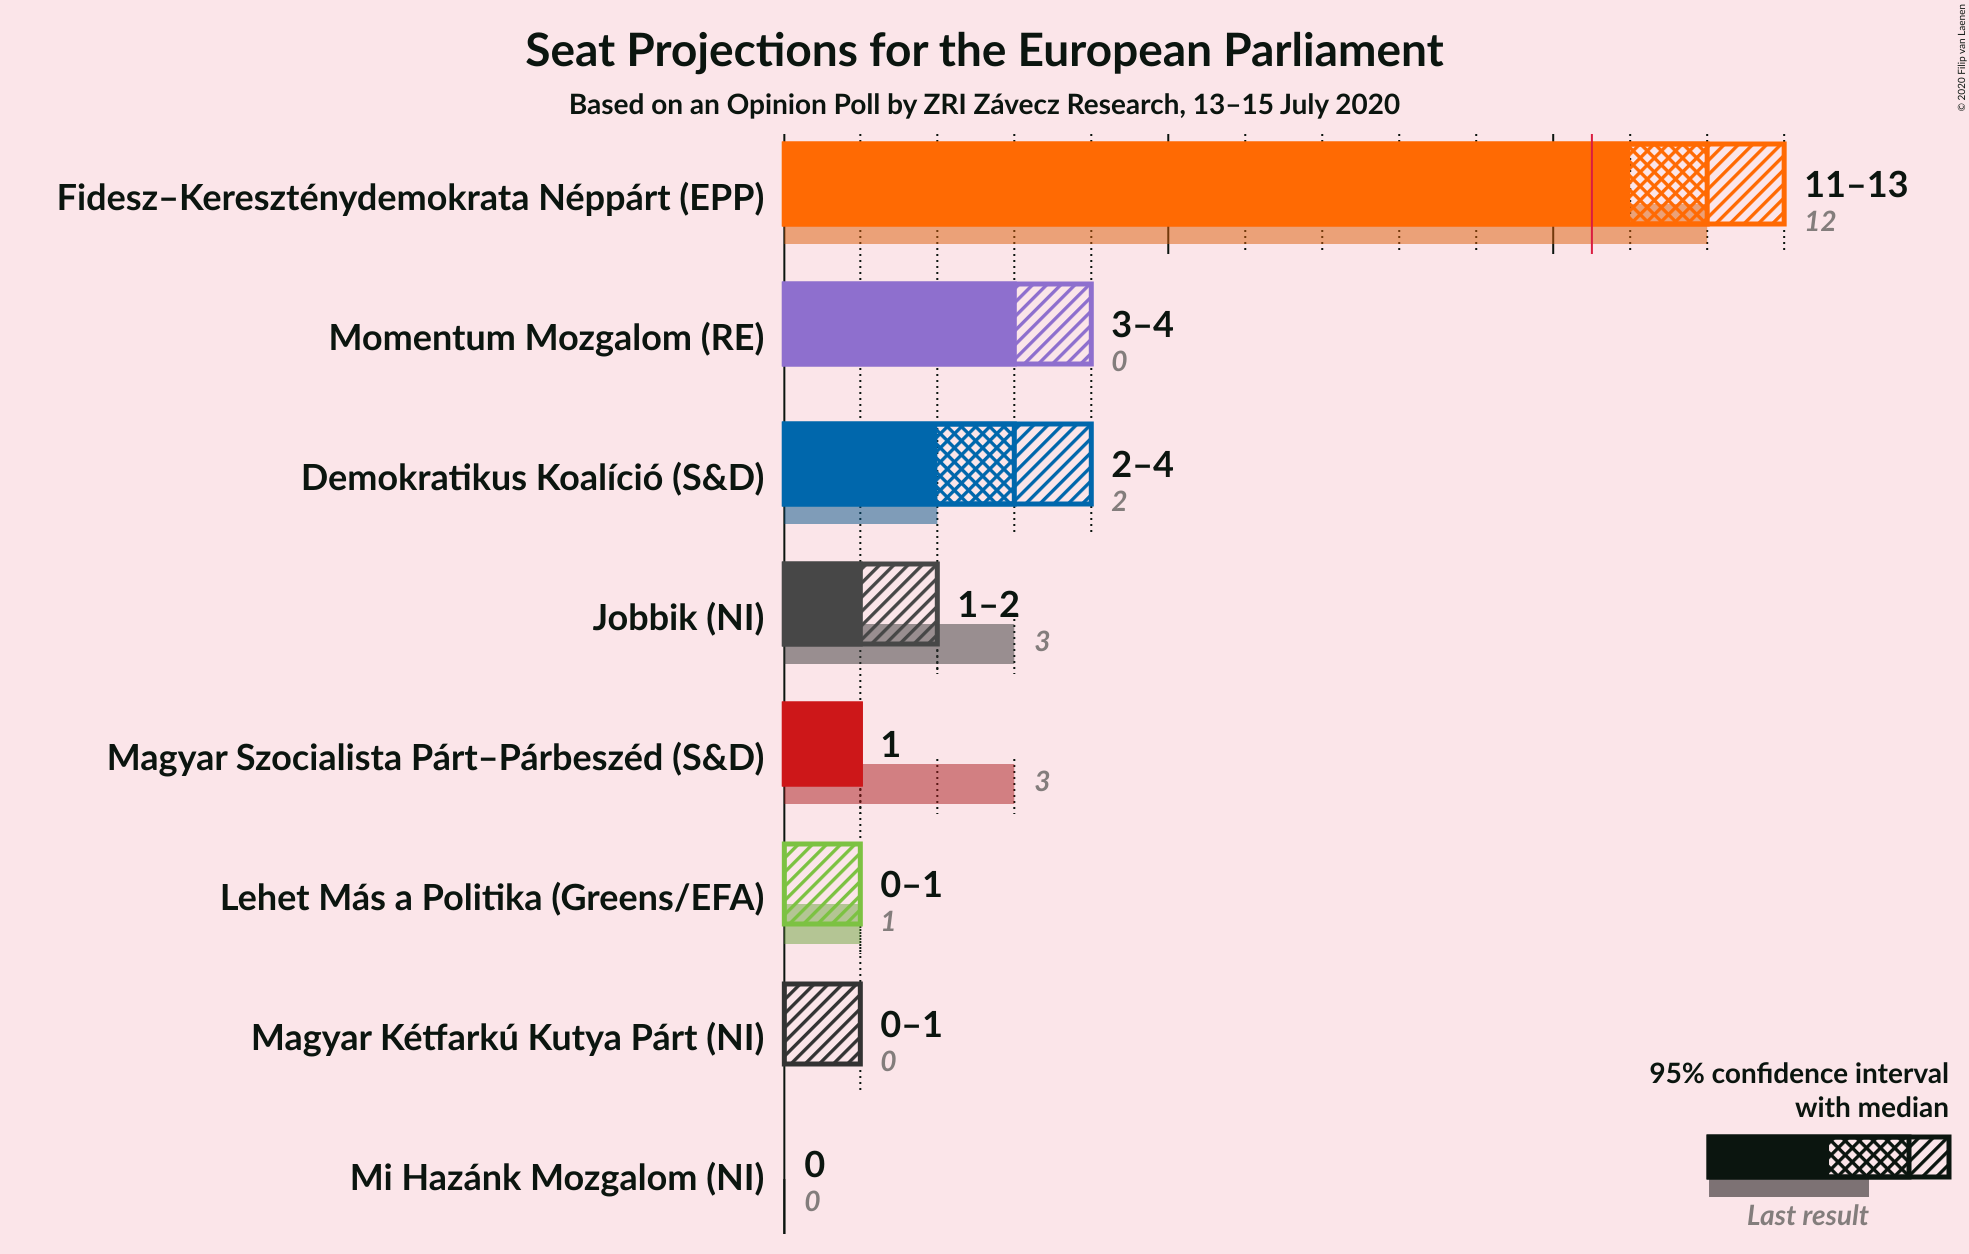 Seat Projections for the European Parliament
Based on an Opinion Poll by ZRI Závecz Research, 13–15 July 2020
© 2020 Filip van Laenen
Fidesz–Kereszténydemokrata Néppárt (EPP)
11–13
12
Momentum Mozgalom (RE)
3–4
0
Demokratikus Koalíció (S&D)
2–4
2
Jobbik (NI)
1–2
3
Magyar Szocialista Párt–Párbeszéd (S&D)
1
3
Lehet Más a Politika (Greens/EFA)
0–1
1
Magyar Kétfarkú Kutya Párt (NI)
0–1
0
Mi Hazánk Mozgalom (NI)
0
0
95% confidence interval
with median
Last result